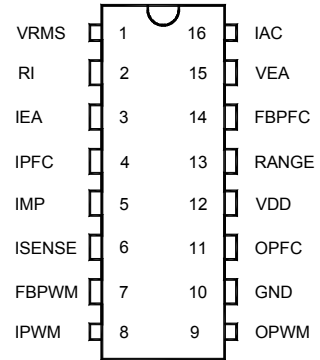 VRMS 1 16 IAC
RI 2 15 VEA
IEA 3 14 FBPFC
IPFC 4 13 RANGE
IMP 5 12 VDD
ISENSE 6 11 OPFC
FBPWM 7 10 GND
IPWM 8 9 OPWM